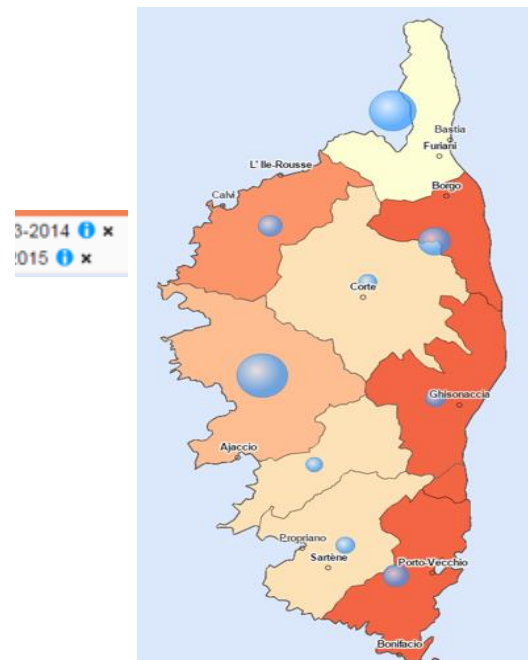 3-2014 i ×
2015 i ×
Bastia
Furiani
Borgo
L' Ile-Rousse
Calvi
Corte
Ghisonaccia
Ajaccio
Propriano
Sartène
Porto-Vecchio
Bonifacio